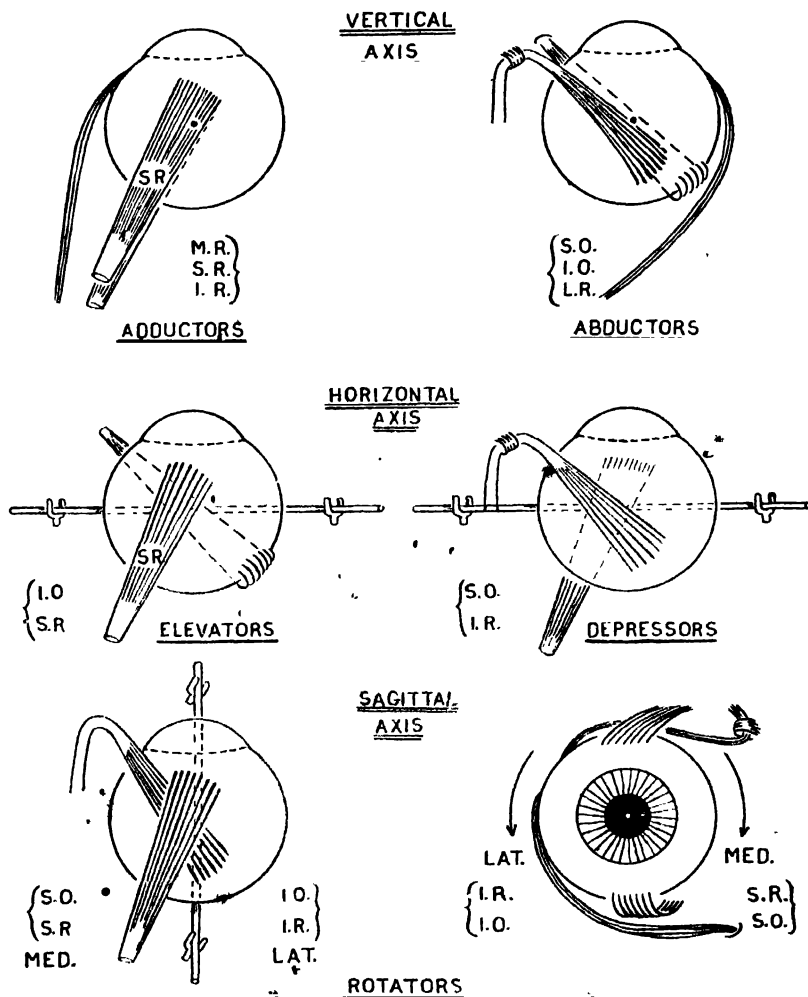 VERTICAL
AXIS
SR
M.R.
S.R.
I. R.
ADDUCTORS
S.O.
I.O.
L.R.
ABDUCTORS
HORIZONTAL
AXIS
SR
I.O
S.R
ELEVATORS
S.O.
I.R.
DEPRESSORS
SAGITTAL
AXIS
S.O.
S.R
MED.
I.O.
I.R.
LAT.
LAT.
I.R.
I.O.
MED.
S.R.
S.O.
ROTATORS